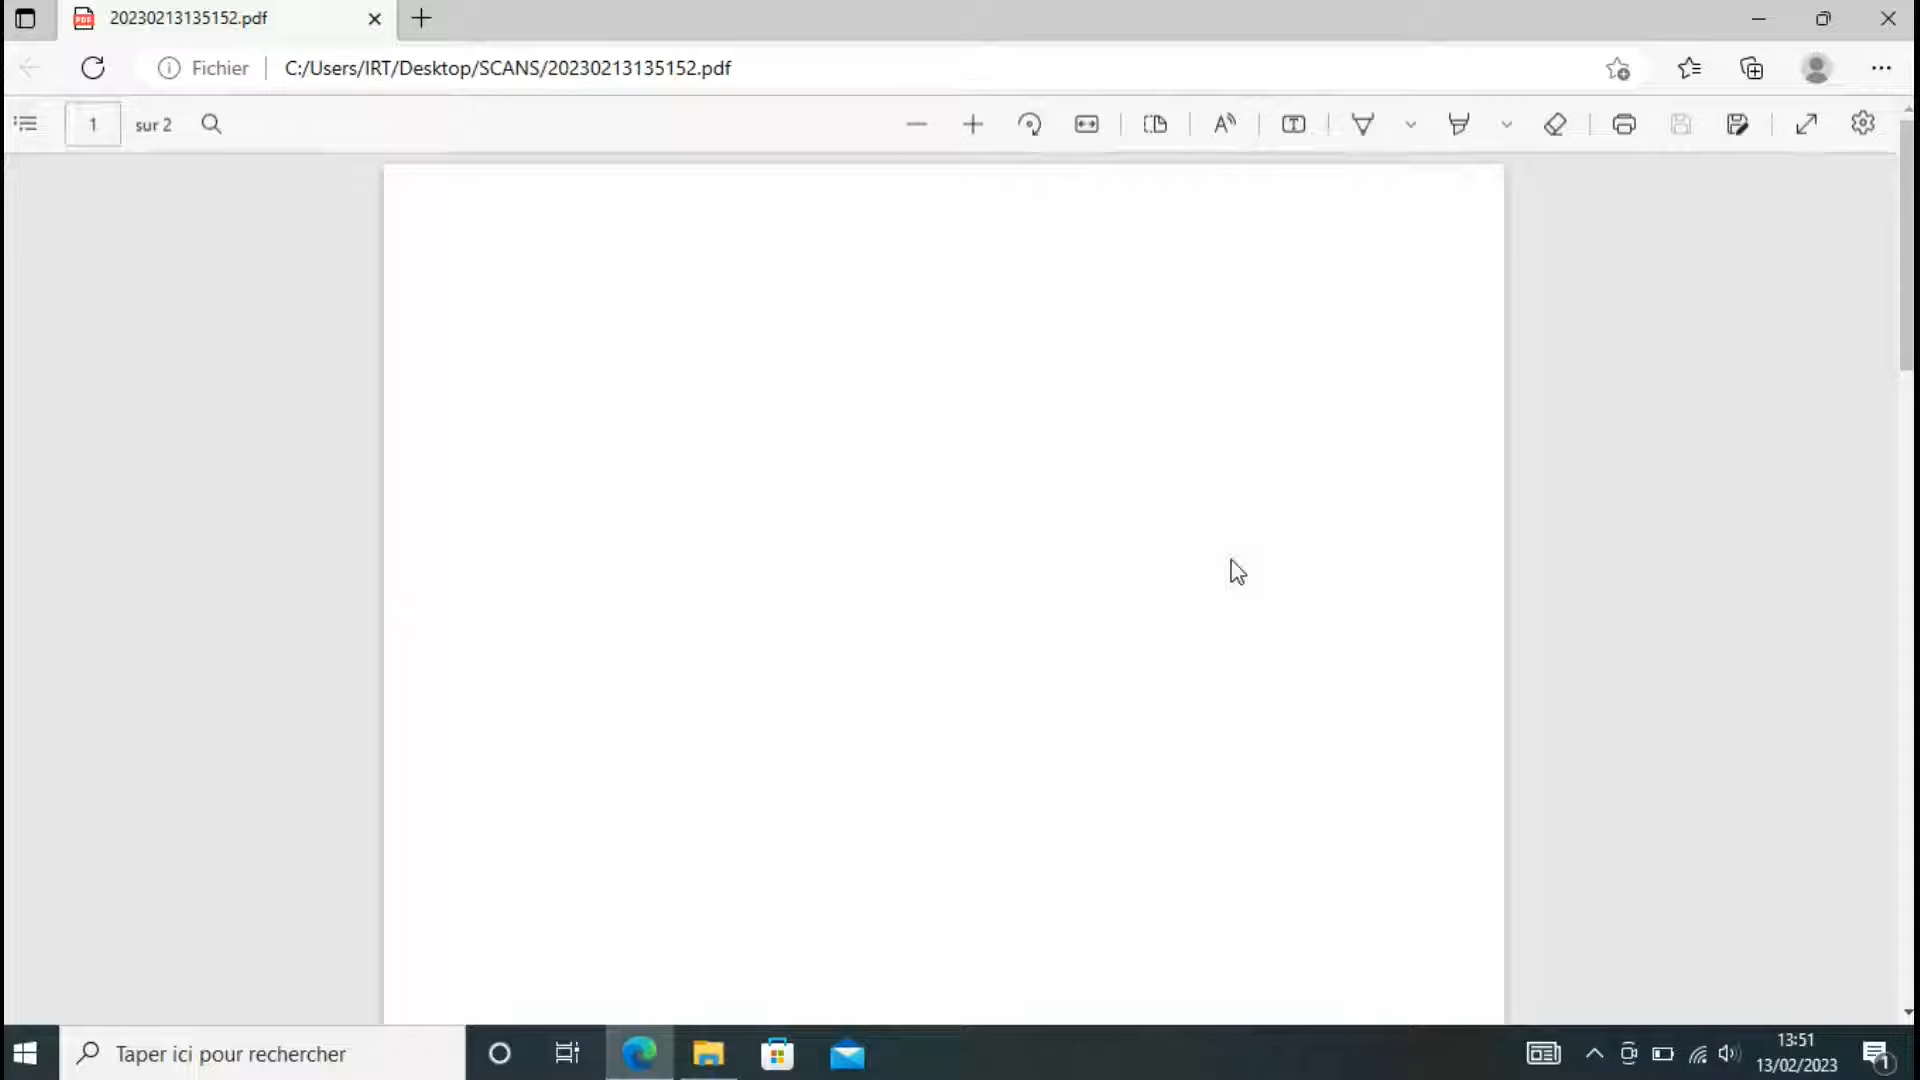 20230213135152.pdf
Fichier
C:/Users/IRT/Desktop/SCANS/20230213135152.pdf
1
sur 2
Taper ici pour rechercher
13:51
13/02/2023
1